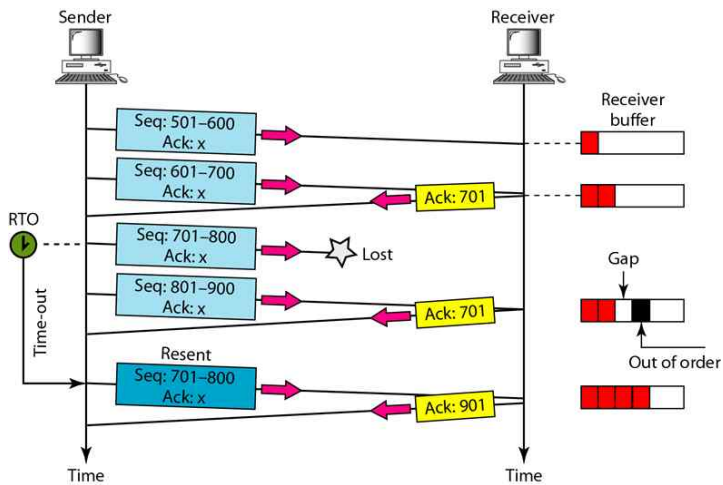 Sender
Receiver
Receiver
buffer
Seq: 501–600
Ack: x
Seq: 601–700
Ack: x
Ack: 701
RTO
Seq: 701–800
Ack: x
Lost
Gap
Seq: 801–900
Ack: x
Ack: 701
Time-out
Out of order
Resent
Seq: 701–800
Ack: x
Ack: 901
Time
Time